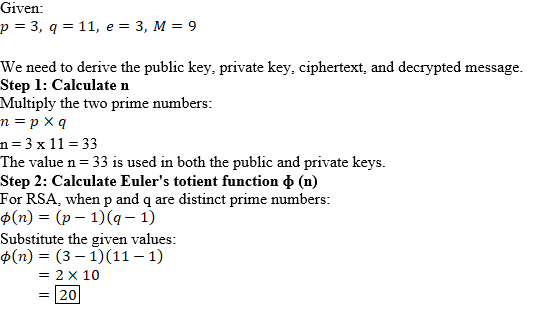 Given:
p = 3, q = 11, e = 3, M = 9
We need to derive the public key, private key, ciphertext, and decrypted message.
Step 1: Calculate n
Multiply the two prime numbers:
n = p × q
n = 3 x 11 = 33
The value n = 33 is used in both the public and private keys.
Step 2: Calculate Euler's totient function ϕ (n)
For RSA, when p and q are distinct prime numbers:
ϕ(n) = (p − 1)(q − 1)
Substitute the given values:
ϕ(n) = (3 − 1)(11 − 1)
= 2 × 10
= 20